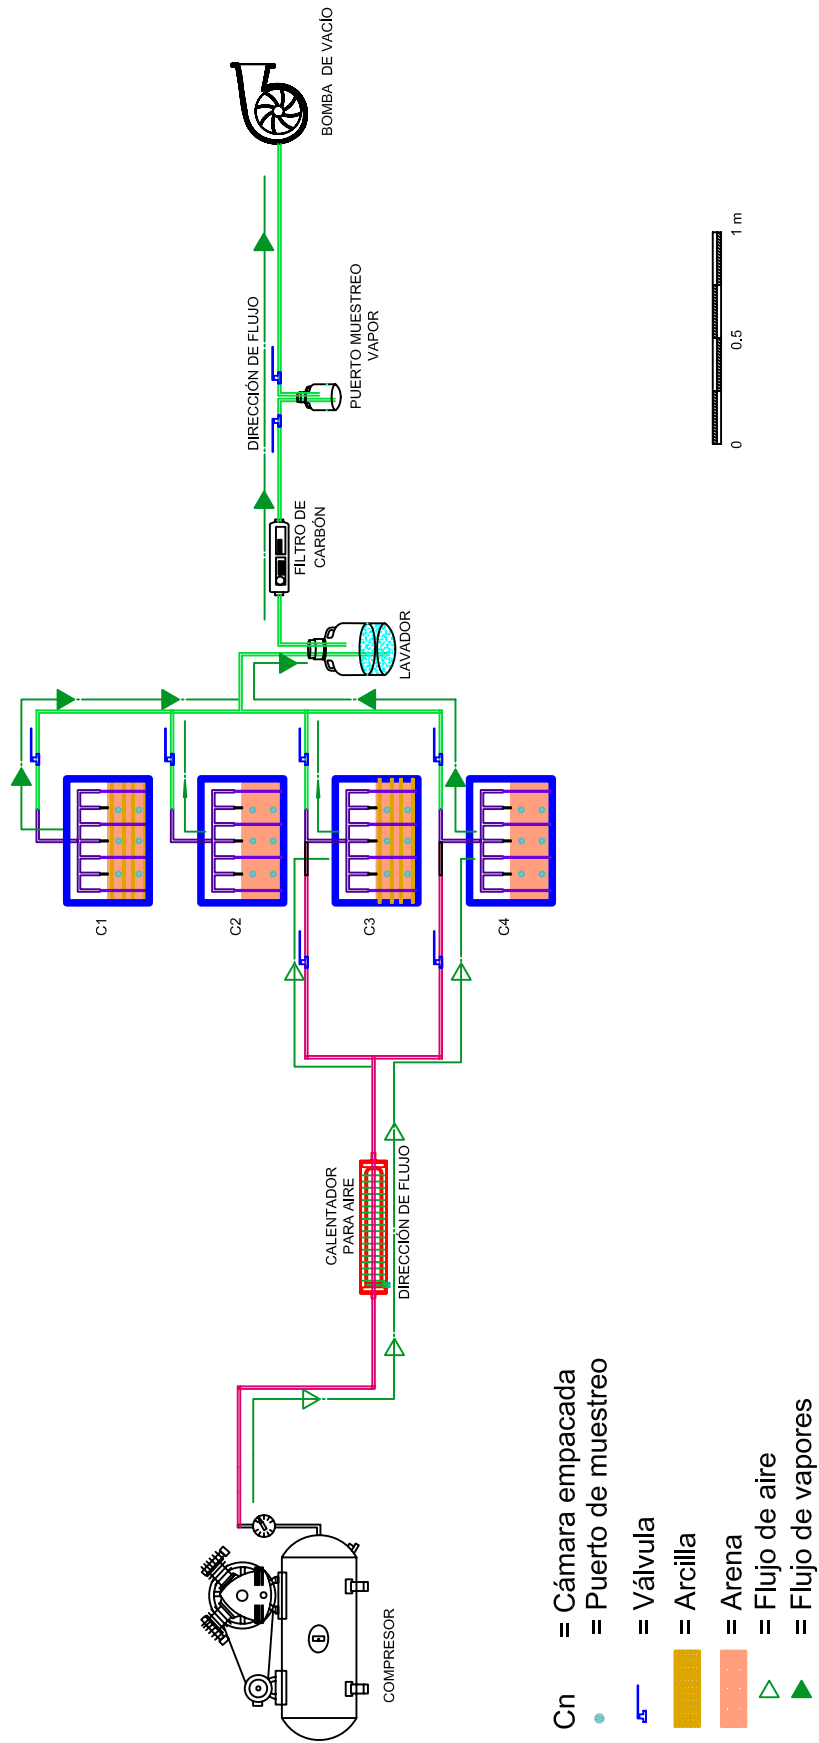 COMPRESOR
CALENTADOR
PARA AIRE
DIRECCIÓN DE FLUJO
C1
C2
C3
C4
LAVADOR
FILTRO DE
CARBÓN
DIRECCIÓN DE FLUJO
PUERTO MUESTREO
VAPOR
BOMBA DE VACÍO
0
0.5
1 m
Cn = Cámara empacada
= Puerto de muestreo
= Válvula
= Arcilla
= Arena
= Flujo de aire
= Flujo de vapores